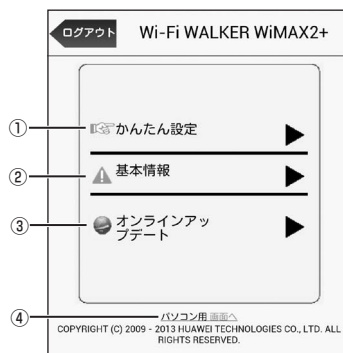 ログアウト
Wi-Fi WALKER WiMAX2+
① かんたん設定
② 基本情報
③ オンラインアッ
プデート
④ パソコン用 画面へ
COPYRIGHT (C) 2009 - 2013 HUAWEI TECHNOLOGIES CO., LTD. ALL
RIGHTS RESERVED.